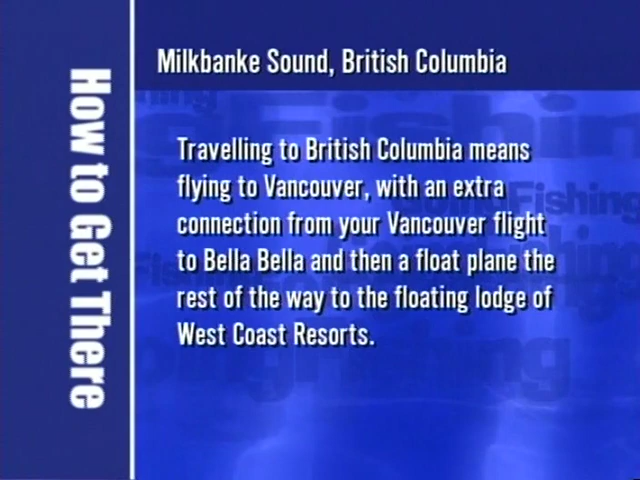 Milkbanke Sound, British Columbia
How to Get There
Travelling to British Columbia means
flying to Vancouver, with an extra
connection from your Vancouver flight
to Bella Bella and then a float plane the
rest of the way to the floating lodge of
West Coast Resorts.
Fishing
Fishing